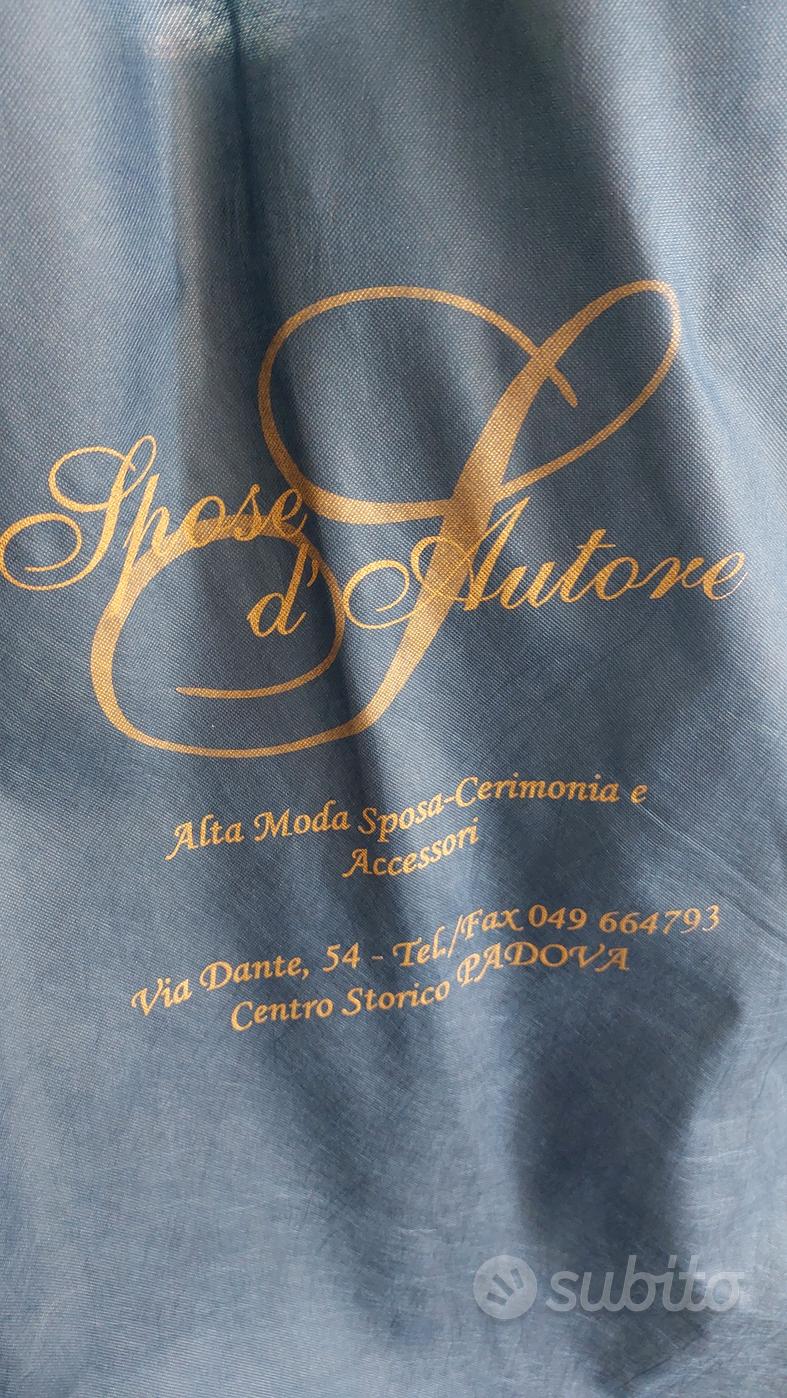 Spose
d'Autore
Alta Moda Sposa-Cerimonia e
Accessori
Via Dante, 54 - Tel./Fax 049 664793
Centro Storico PADOVA
subito